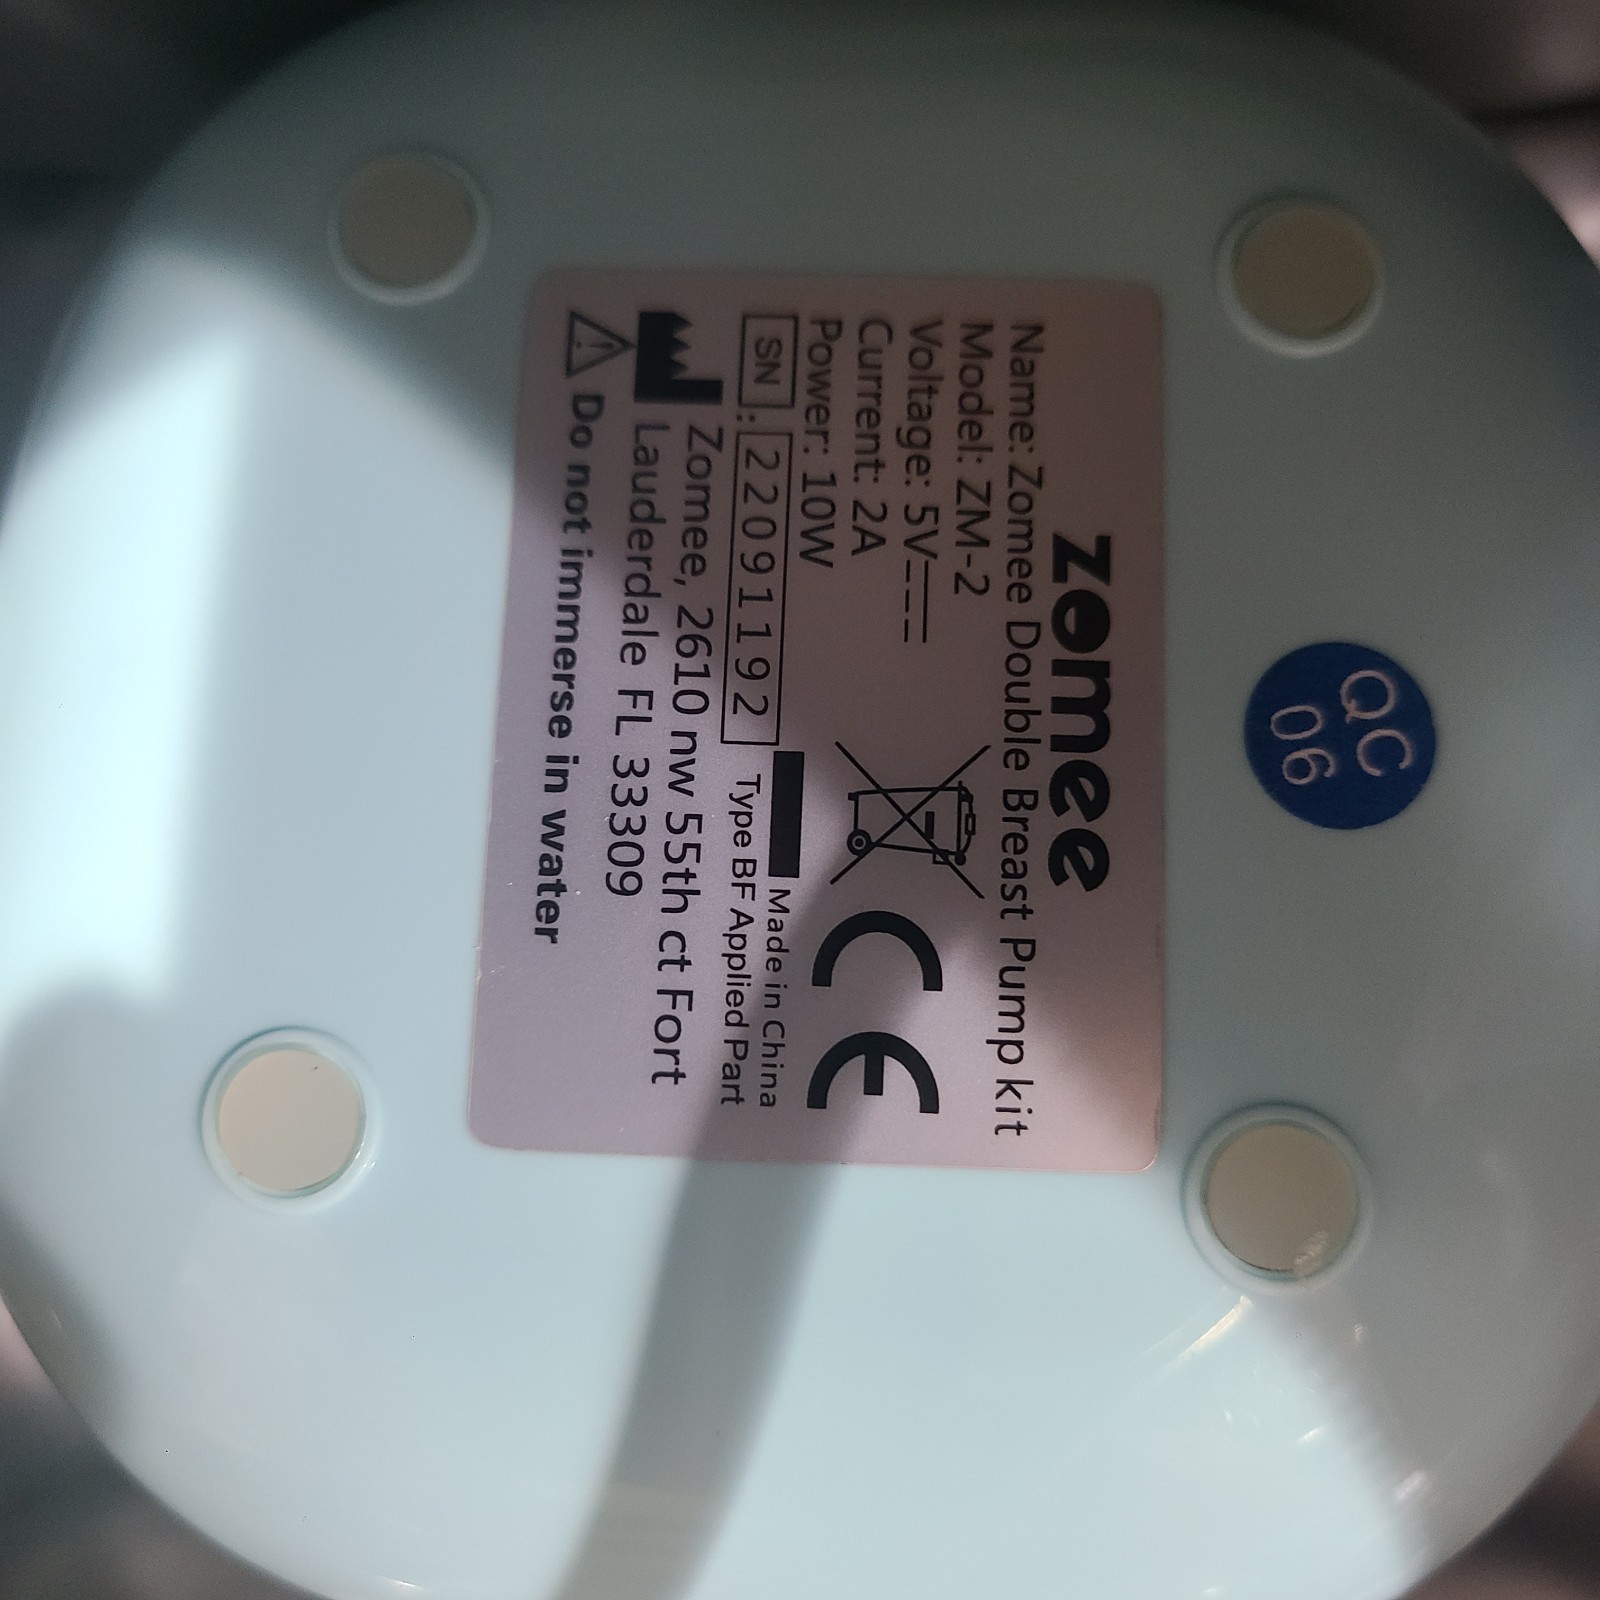 zomee
Name: Zomee Double Breast Pump kit
Model: ZM-2
Voltage: 5V
Current: 2A
Power: 10W
SN : 22091192
Made in China
Type BF Applied Part
Zomee, 2610 nw 55th ct Fort
Lauderdale FL 33309
Do not immerse in water
CE
QC
06